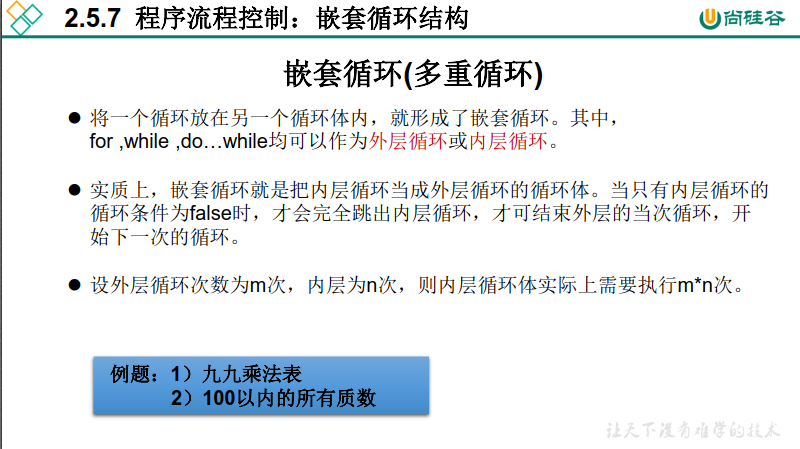 2.5.7 程序流程控制：嵌套循环结构
尚硅谷
嵌套循环(多重循环)
将一个循环放在另一个循环体内，就形成了嵌套循环。其中，
for ,while ,do…while均可以作为外层循环或内层循环。
实质上，嵌套循环就是把内层循环当成外层循环的循环体。当只有内层循环的
循环条件为false时，才会完全跳出内层循环，才可结束外层的当次循环，开
始下一次的循环。
设外层循环次数为m次，内层为n次，则内层循环体实际上需要执行m*n次。
例题：1）九九乘法表
2）100以内的所有质数
让天下没有难学的技术